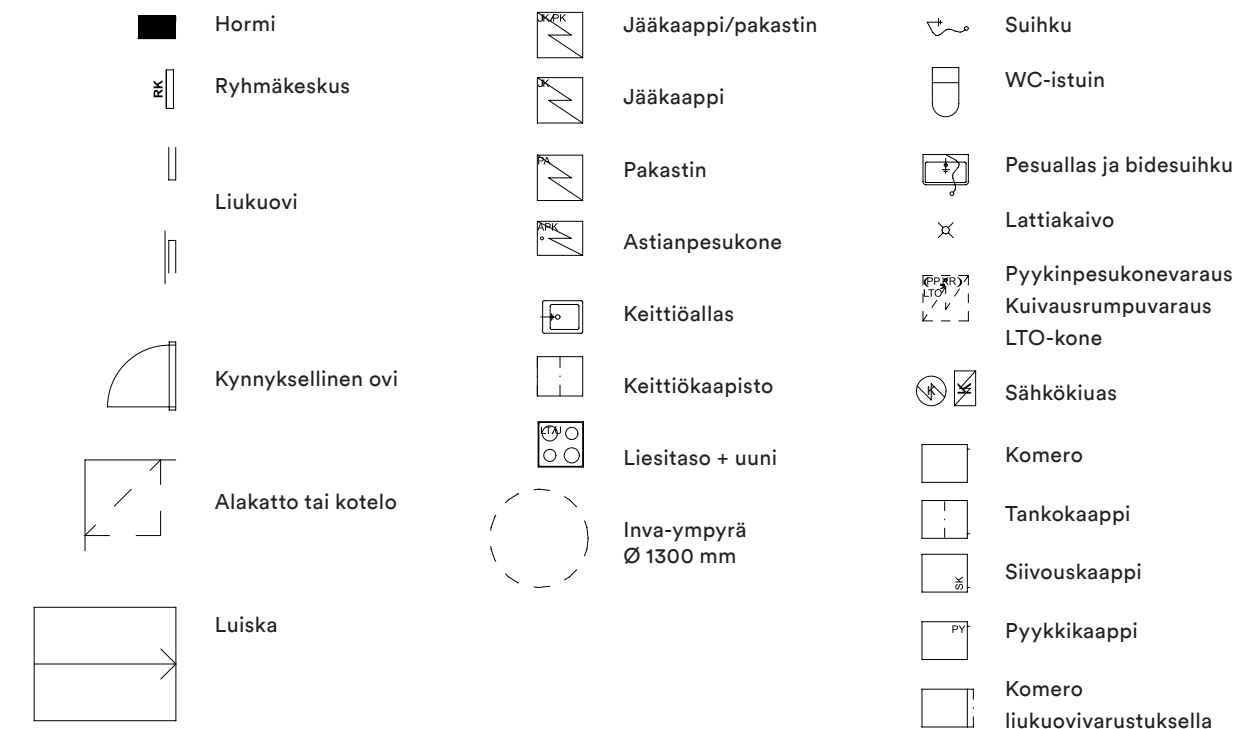 Hormi
RK
Ryhmäkeskus
Liukuovi
Kynnyksellinen ovi
Alakatto tai kotelo
Luiska
JK/PK
Jääkaappi/pakastin
JK
Jääkaappi
PA
Pakastin
APK
Astianpesukone
Keittiöallas
Keittiökaapisto
LT/U
Liesitaso + uuni
Inva-ympyrä
Ø 1300 mm
Suihku
WC-istuin
Pesuallas ja bidesuihku
Lattiakaivo
LTO
Pyykinpesukonevaraus
Kuivausrumpuvaraus
LTO-kone
K
Sähkökiuas
Komero
Tankokaappi
SK
Siivouskaappi
PY
Pyykkikaappi
Komero
liukuovivarustuksella